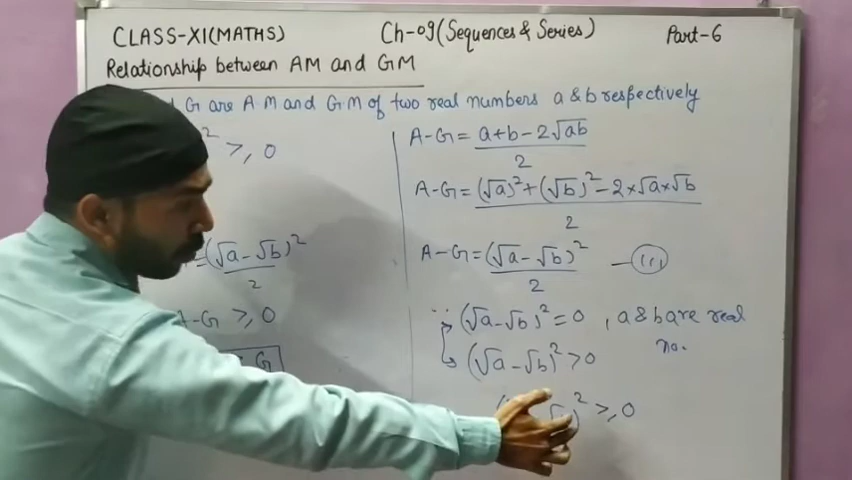 CLASS-XI(MATHS) Ch-09(Sequences & Series) Part-6
Relationship between AM and GM
G are A.M and G.M of two real numbers a & b respectively
2 ≥ 0
(√a-√b)²
2
A-G ≥ 0
G
A-G = a+b-2√ab
2
A-G = (√a)²+(√b)²-2×√a×√b
2
A-G = (√a-√b)² — (iii)
2
∵ (√a-√b)² = 0 , a & b are real no.
(√a-√b)² > 0
² ≥ 0